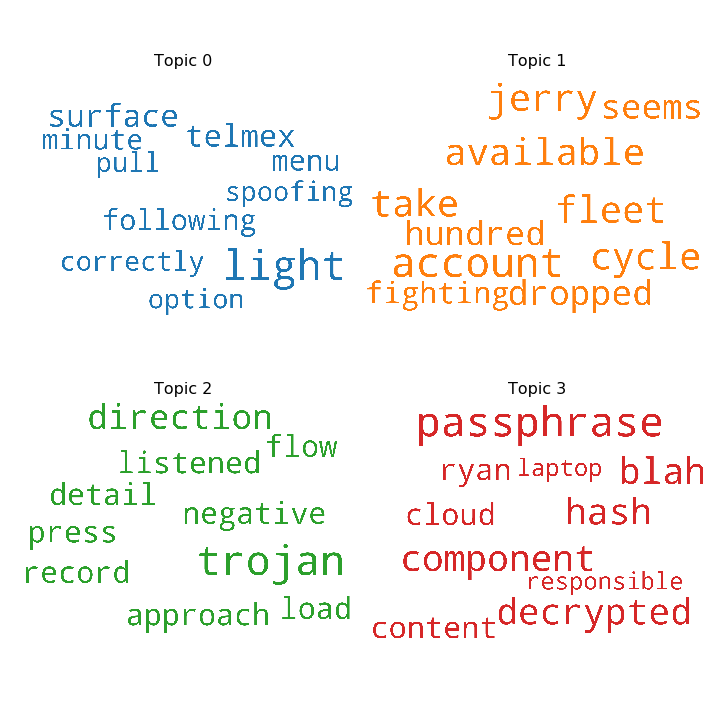 Topic 0
surface
minute
telmex
pull
menu
spoofing
following
correctly
light
option
Topic 1
jerry
seems
available
take
fleet
hundred
account
cycle
fighting
dropped
Topic 2
direction
flow
listened
detail
negative
press
trojan
record
approach
load
Topic 3
passphrase
ryan
laptop
blah
cloud
hash
component
responsible
decrypted
content